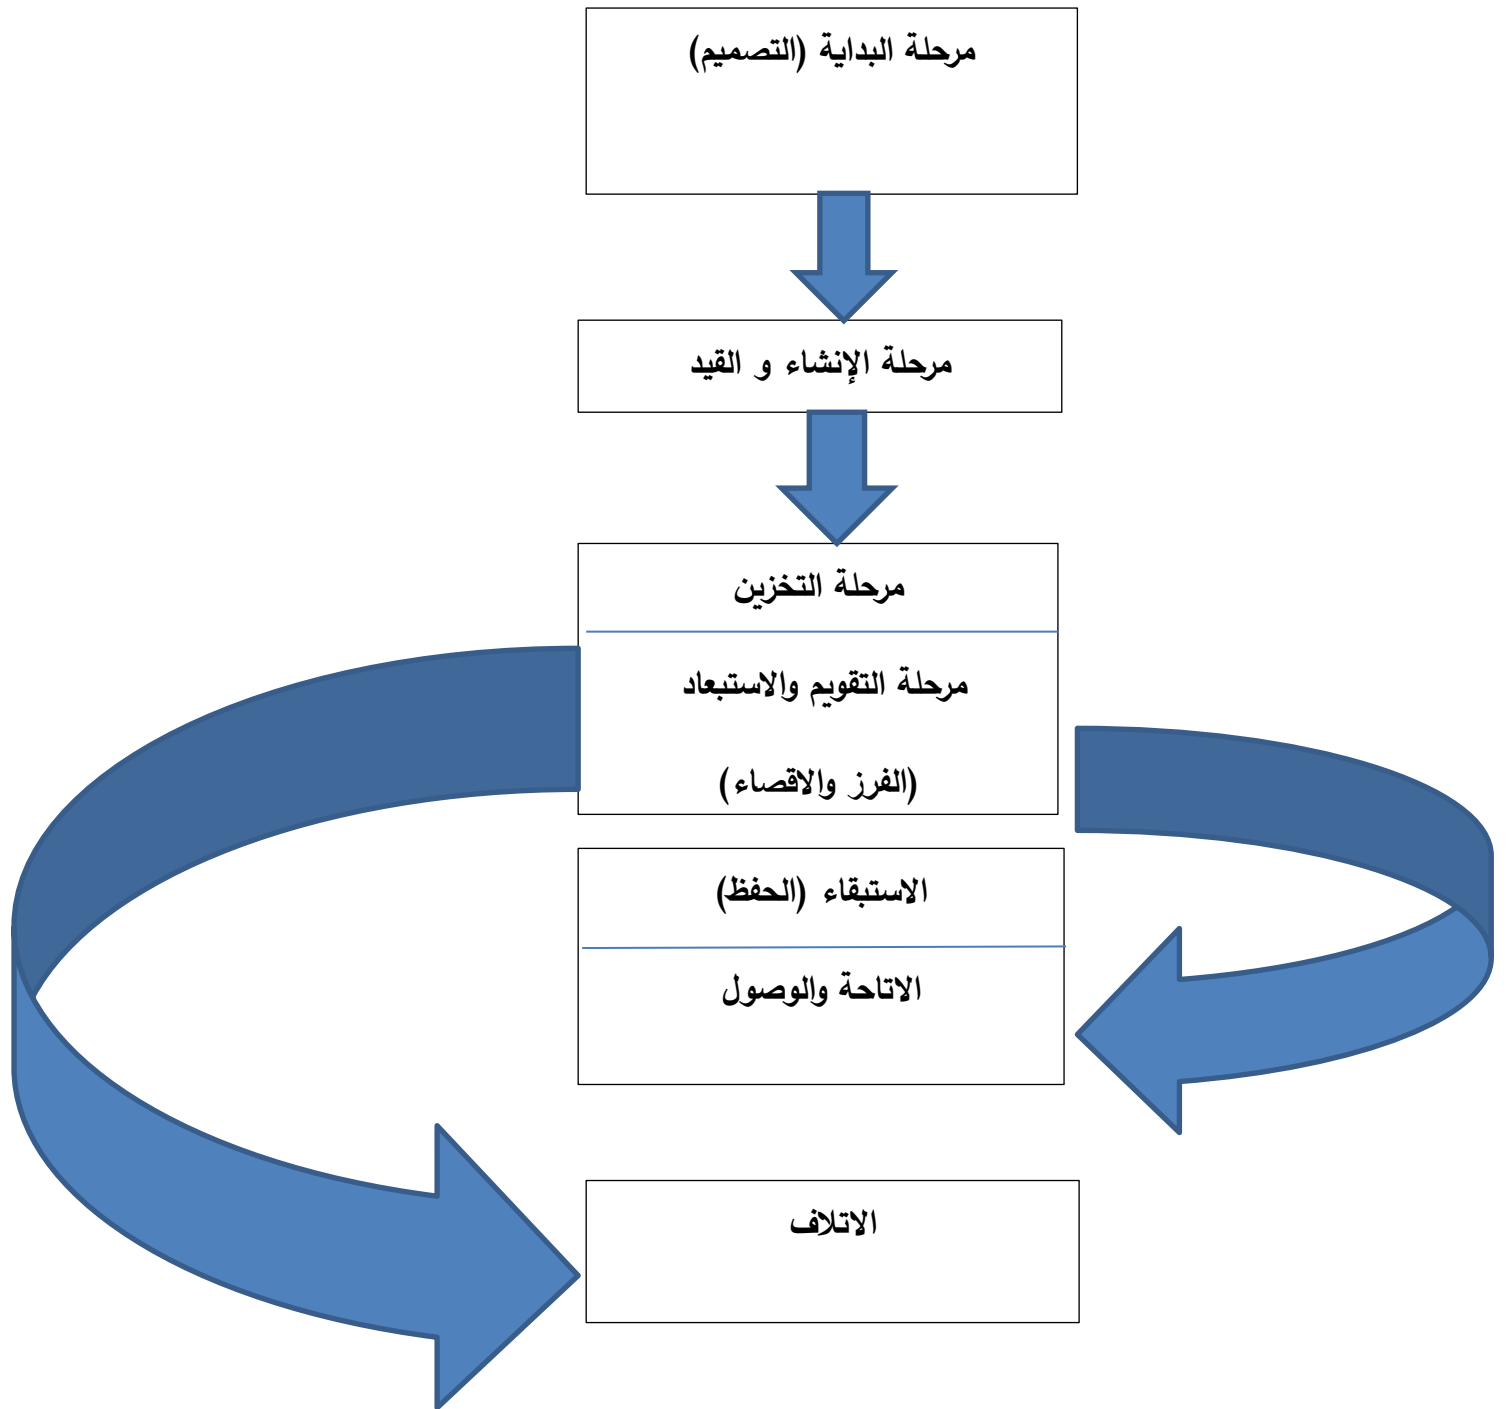 مرحلة البداية (التصميم)
مرحلة الإنشاء و القيد
مرحلة التخزين
مرحلة التقويم والاستبعاد
(الفرز والاقصاء)
الاستبقاء (الحفظ)
الاتاحة والوصول
الاتلاف